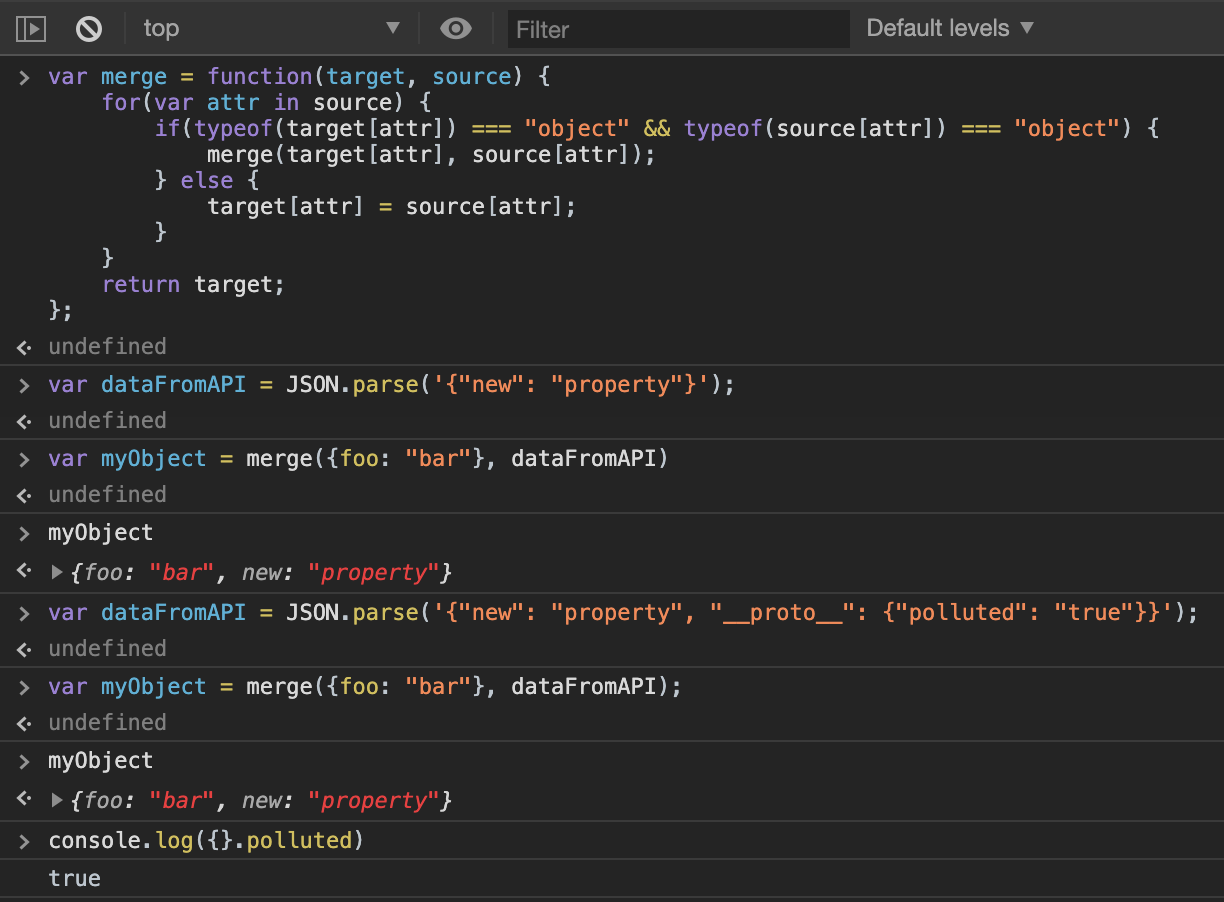 top
Filter
Default levels
var merge = function(target, source) {
    for(var attr in source) {
        if(typeof(target[attr]) === "object" && typeof(source[attr]) === "object") {
            merge(target[attr], source[attr]);
        } else {
            target[attr] = source[attr];
        }
    }
    return target;
};
undefined
var dataFromAPI = JSON.parse('{"new": "property"}');
undefined
var myObject = merge({foo: "bar"}, dataFromAPI)
undefined
myObject
{foo: "bar", new: "property"}
var dataFromAPI = JSON.parse('{"new": "property", "__proto__": {"polluted": "true"}}');
undefined
var myObject = merge({foo: "bar"}, dataFromAPI);
undefined
myObject
{foo: "bar", new: "property"}
console.log({}.polluted)
true